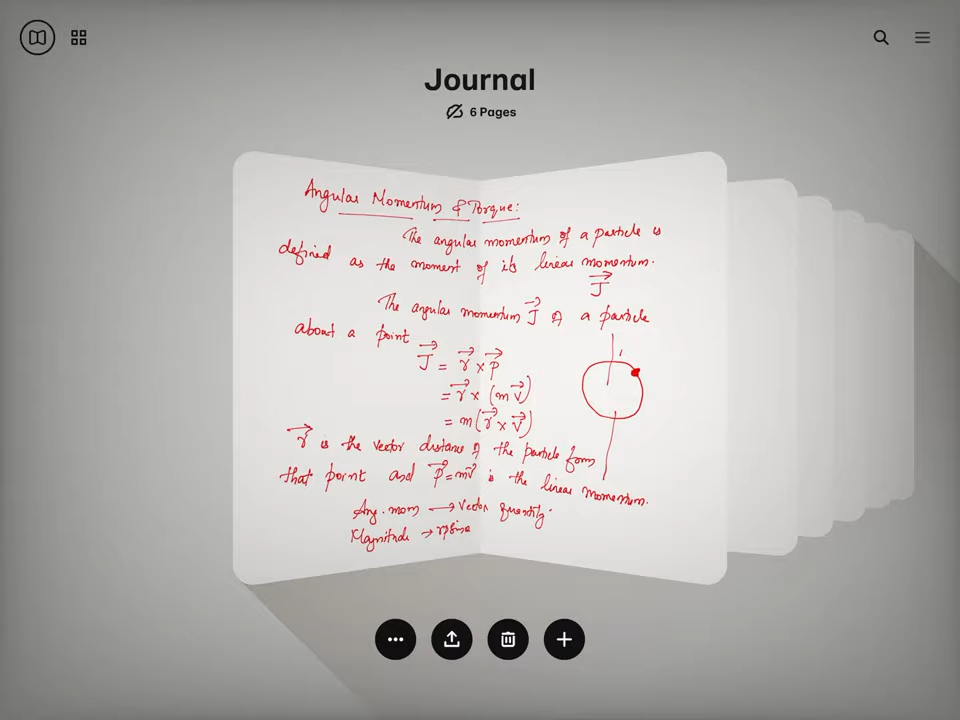 Journal
6 Pages
Angular Momentum & Torque:
The angular momentum of a particle is
defined as the moment of its linear momentum.
J
The angular momentum J of a particle
about a point
J = r × p
= r × (m v)
= m(r × v)
r is the vector distance of the particle form
that point and p = mv is the linear momentum.
Ang. mom → vector quantity.
Magnitude → rpsinθ